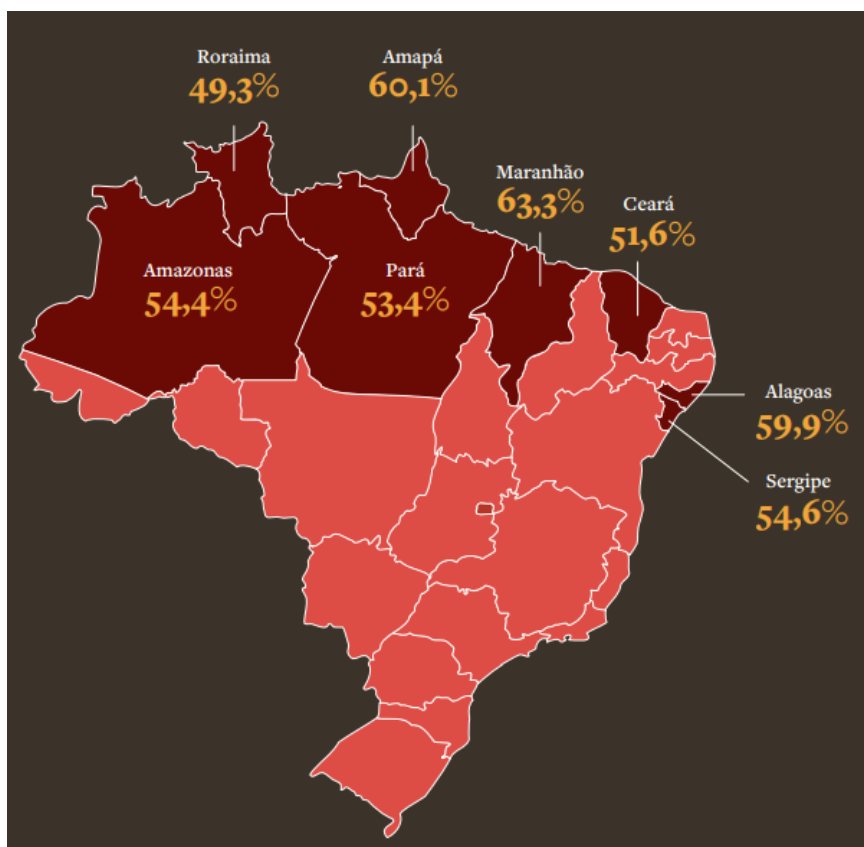 Roraima
49,3%
Amapá
60,1%
Maranhão
63,3%
Ceará
51,6%
Amazonas
54,4%
Pará
53,4%
Alagoas
59,9%
Sergipe
54,6%